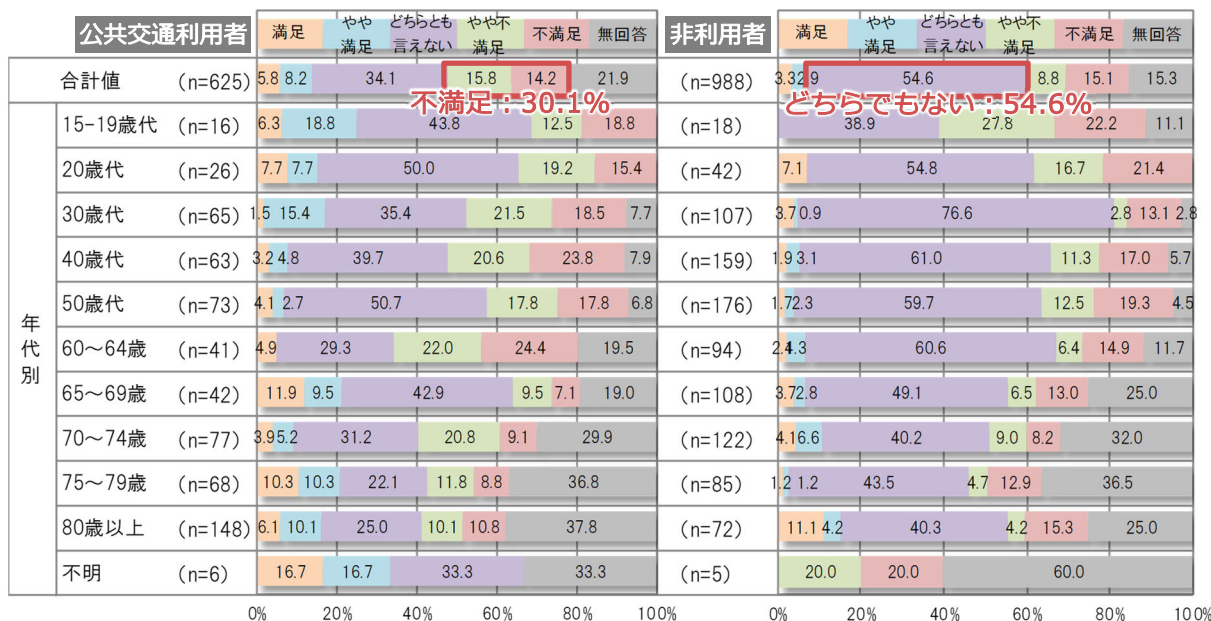 公共交通利用者 満足 やや満足 どちらとも言えない やや不満足 不満足 無回答 非利用者 満足 やや満足 どちらとも言えない やや不満足 不満足 無回答
合計値 (n=625) 5.8 8.2 34.1 15.8 14.2 21.9 (n=988) 3.3 2.9 54.6 8.8 15.1 15.3
不満足：30.1% どちらでもない：54.6%
年代別
15-19歳代 (n=16) 6.3 18.8 43.8 12.5 18.8 (n=18) 38.9 27.8 22.2 11.1
20歳代 (n=26) 7.7 7.7 50.0 19.2 15.4 (n=42) 7.1 54.8 16.7 21.4
30歳代 (n=65) 1.5 15.4 35.4 21.5 18.5 7.7 (n=107) 3.7 0.9 76.6 2.8 13.1 2.8
40歳代 (n=63) 3.2 4.8 39.7 20.6 23.8 7.9 (n=159) 1.9 3.1 61.0 11.3 17.0 5.7
50歳代 (n=73) 4.1 2.7 50.7 17.8 17.8 6.8 (n=176) 1.7 2.3 59.7 12.5 19.3 4.5
60～64歳 (n=41) 4.9 29.3 22.0 24.4 19.5 (n=94) 60.6 6.4 14.9 11.7
65～69歳 (n=42) 11.9 9.5 42.9 9.5 7.1 19.0 (n=108) 3.7 2.8 49.1 6.5 13.0 25.0
70～74歳 (n=77) 3.9 5.2 31.2 20.8 9.1 29.9 (n=122) 4.1 6.6 40.2 9.0 8.2 32.0
75～79歳 (n=68) 10.3 10.3 22.1 11.8 8.8 36.8 (n=85) 1.2 1.2 43.5 4.7 12.9 36.5
80歳以上 (n=148) 6.1 10.1 25.0 10.1 10.8 37.8 (n=72) 11.1 4.2 40.3 4.2 15.3 25.0
不明 (n=6) 16.7 16.7 33.3 33.3 (n=5) 20.0 20.0 60.0
0% 20% 40% 60% 80% 100% 0% 20% 40% 60% 80% 100%